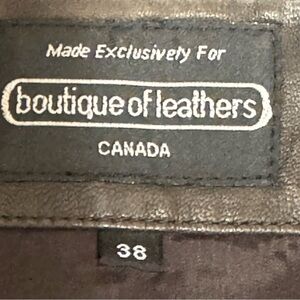 Made Exclusively For
boutique of leathers
CANADA
38